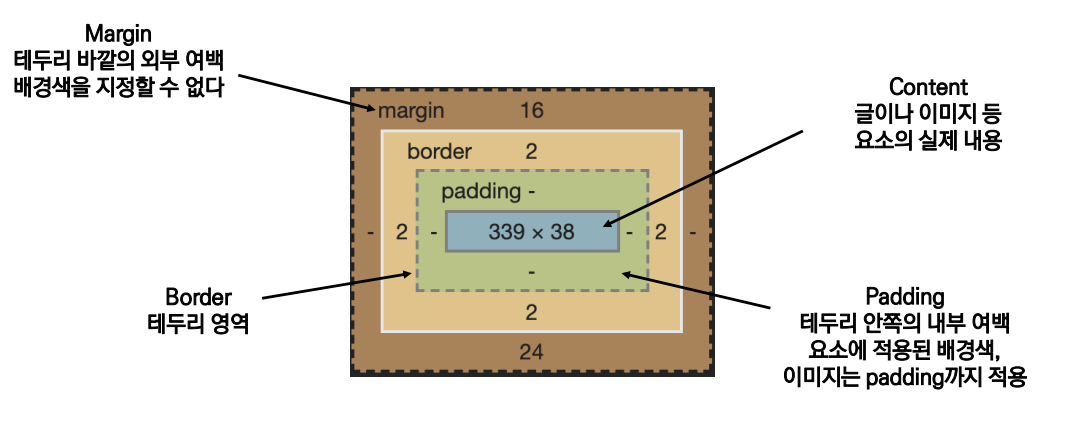 Margin
테두리 바깥의 외부 여백
배경색을 지정할 수 없다
Content
글이나 이미지 등
요소의 실제 내용
margin 16
border 2
padding -
- 2 - 339 × 38 - 2 -
-
2
24
Border
테두리 영역
Padding
테두리 안쪽의 내부 여백
요소에 적용된 배경색,
이미지는 padding까지 적용